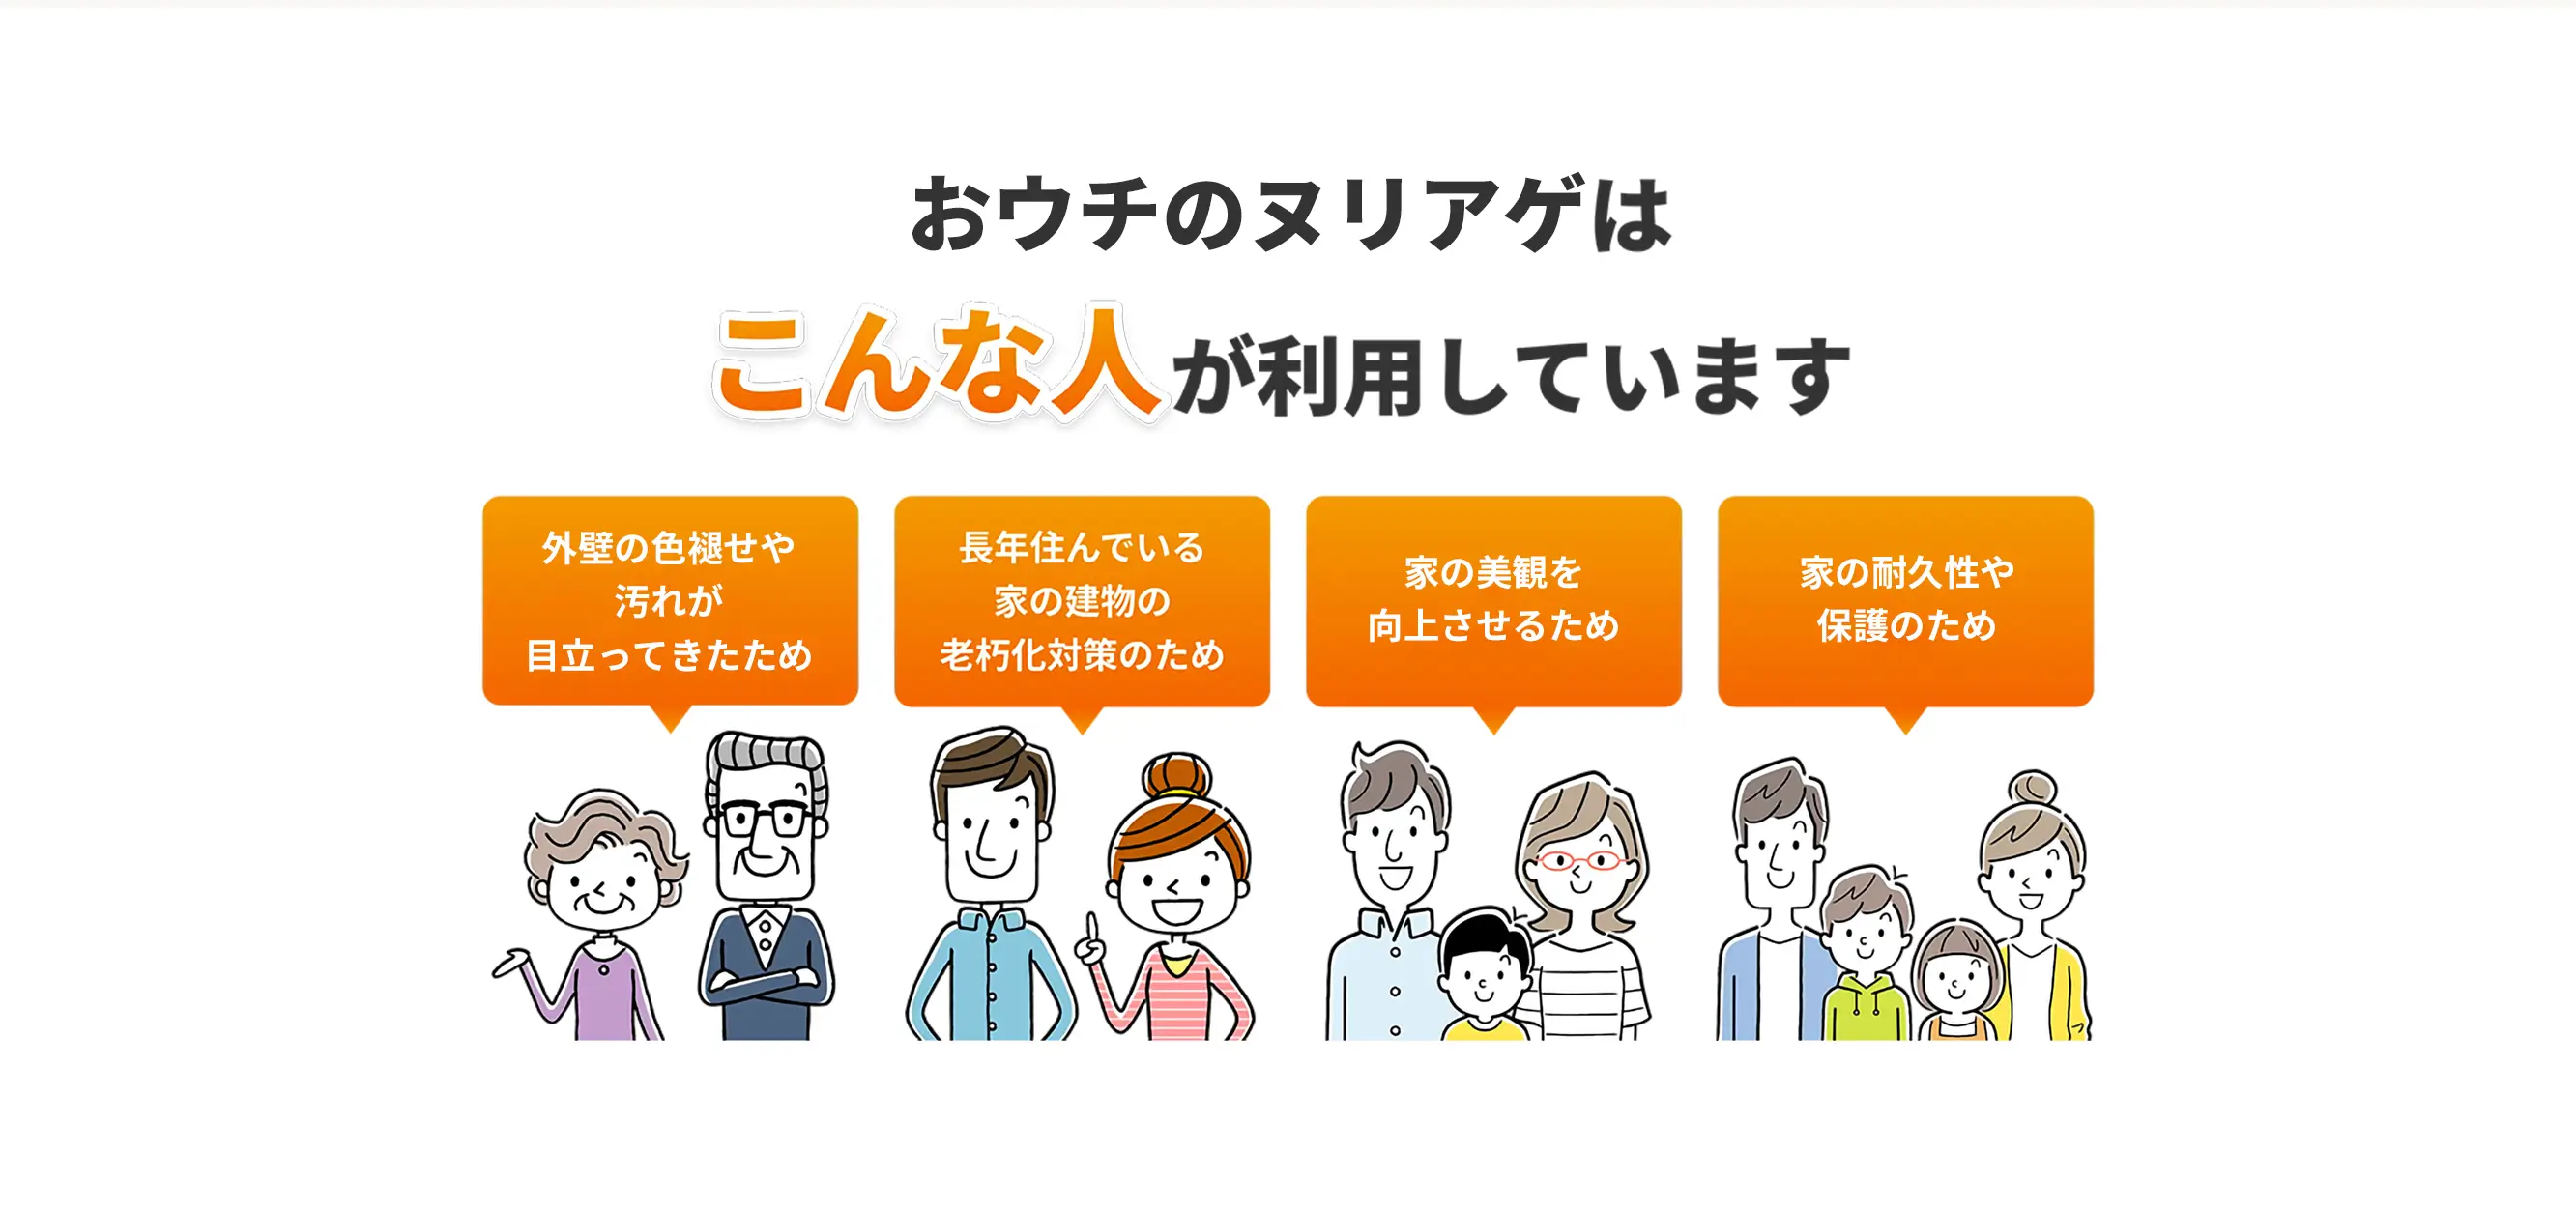 おウチのヌリアゲは
こんな人が利用しています
外壁の色褪せや
汚れが
目立ってきたため
長年住んでいる
家の建物の
老朽化対策のため
家の美観を
向上させるため
家の耐久性や
保護のため